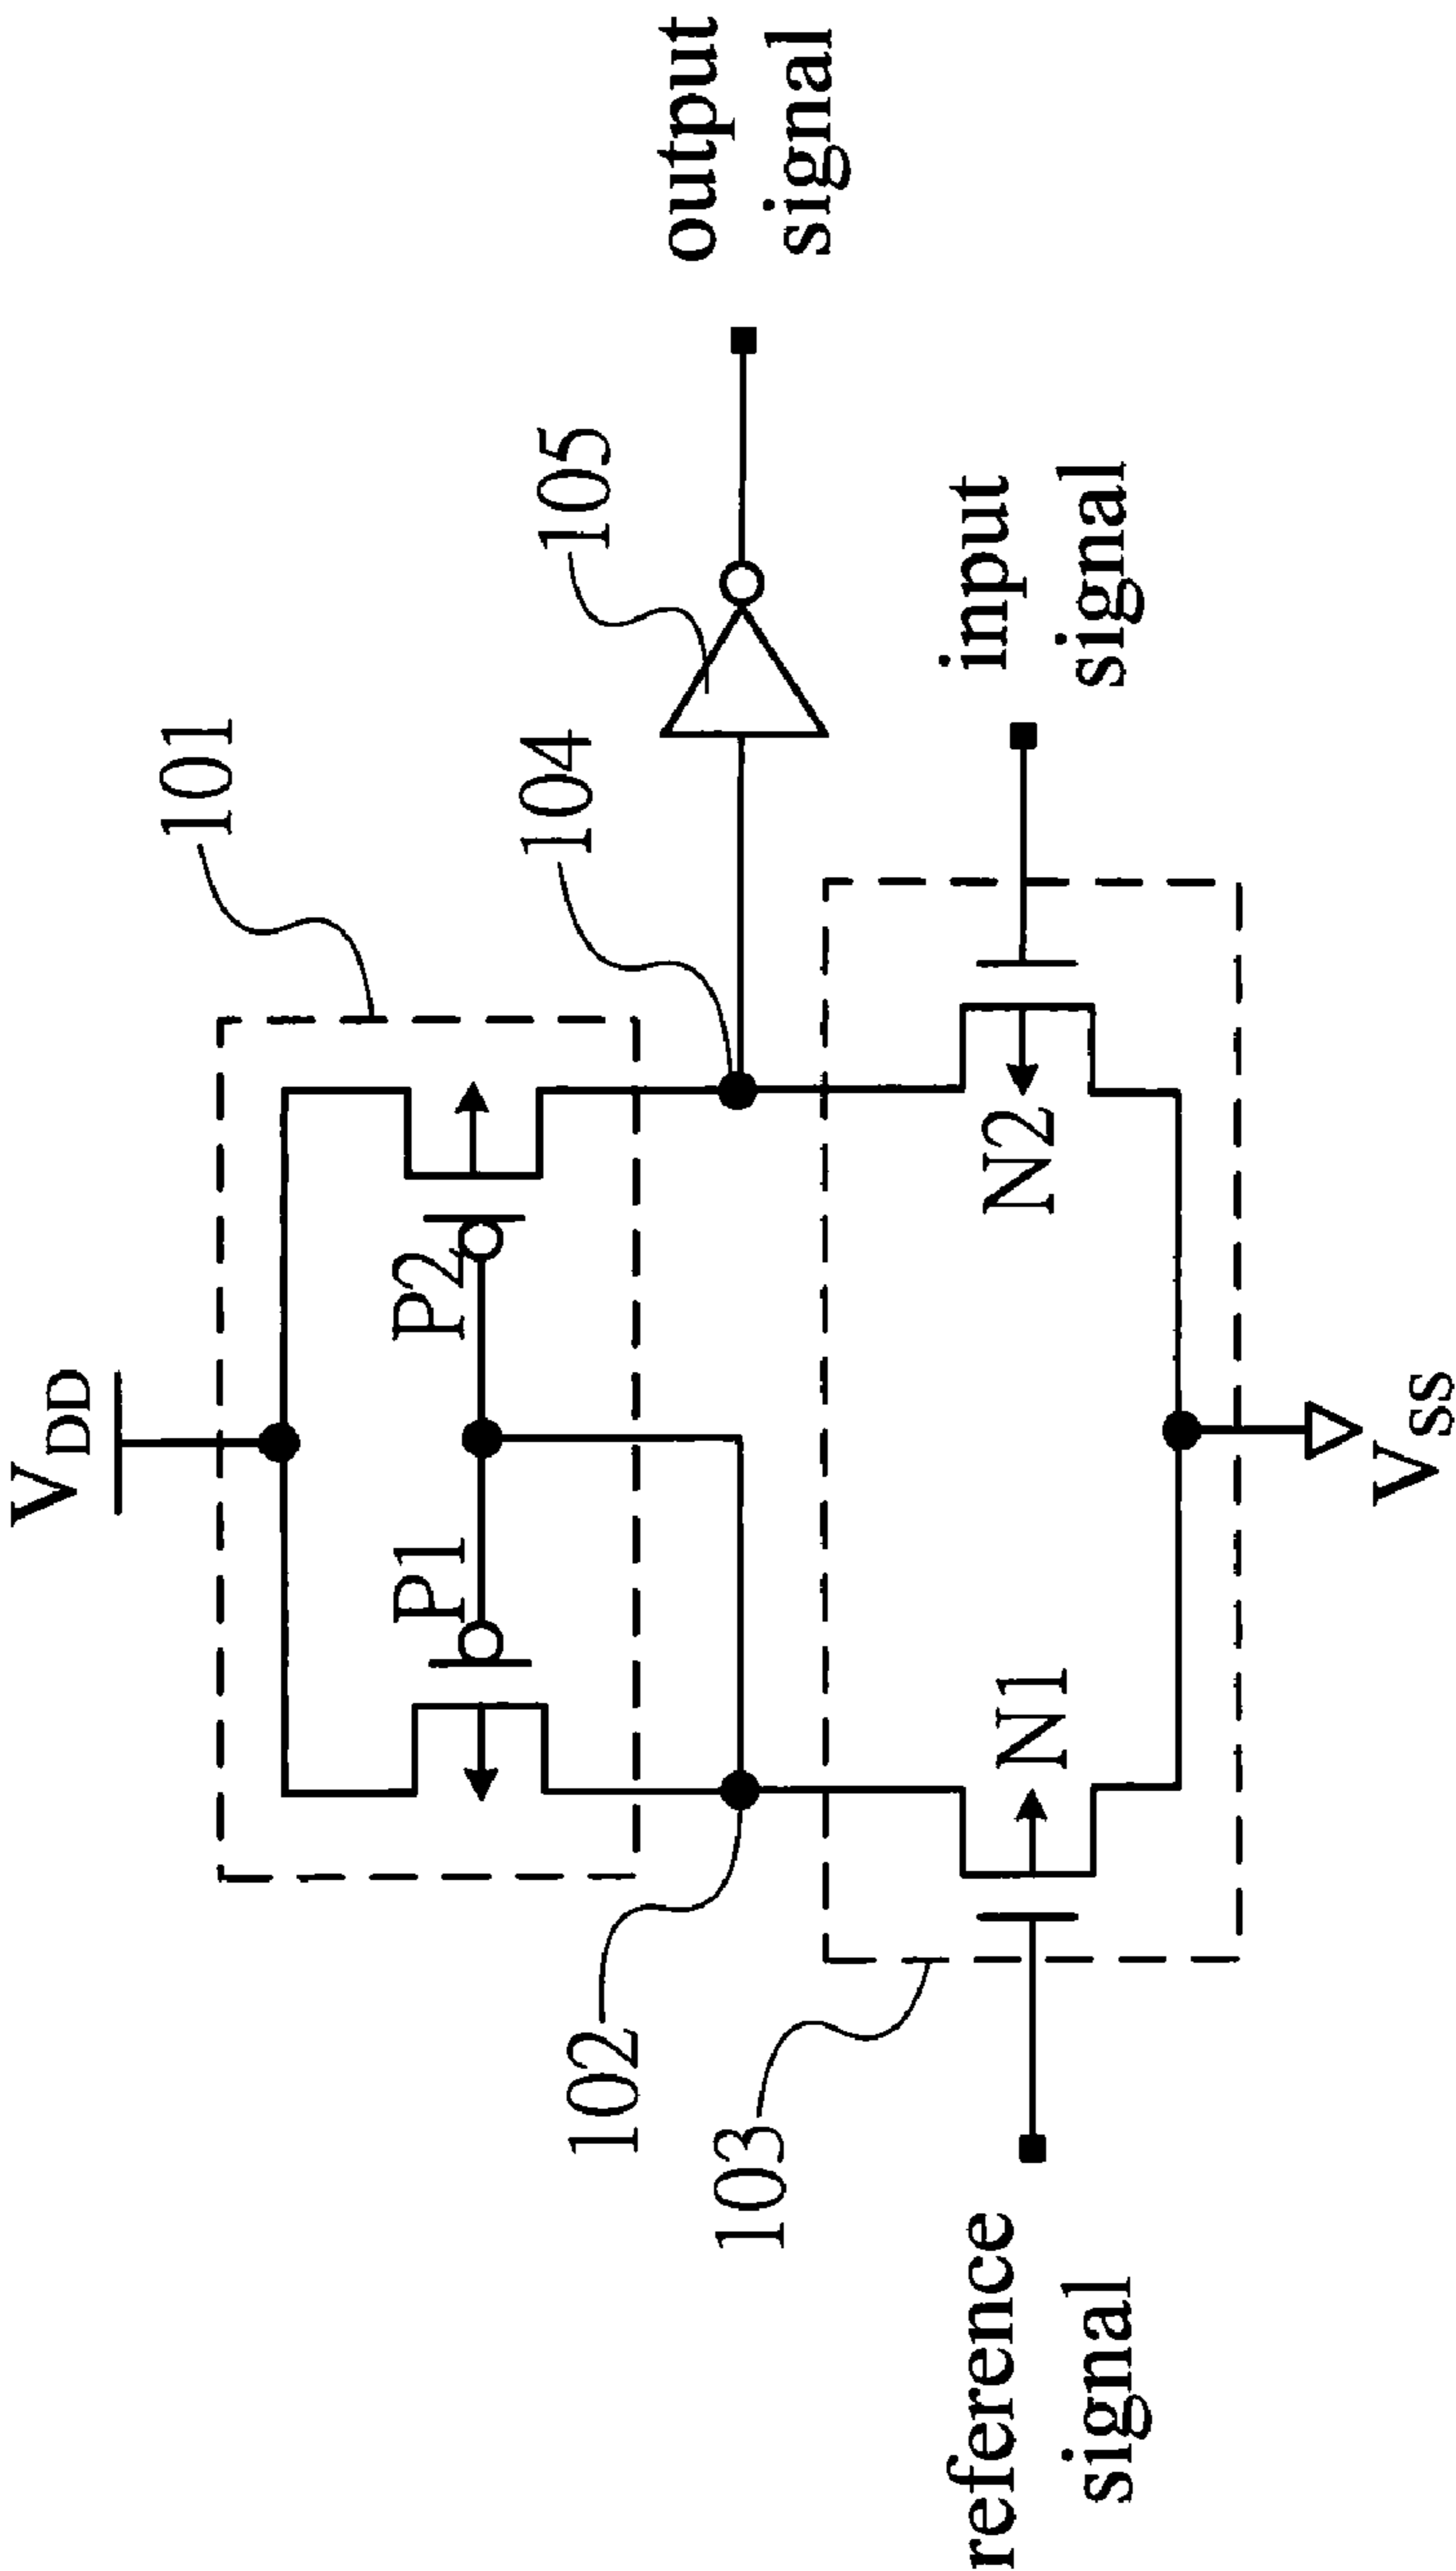 V_DD
101
P1
P2
102
104
105
output
signal
103
N1
N2
reference
signal
input
signal
V_SS